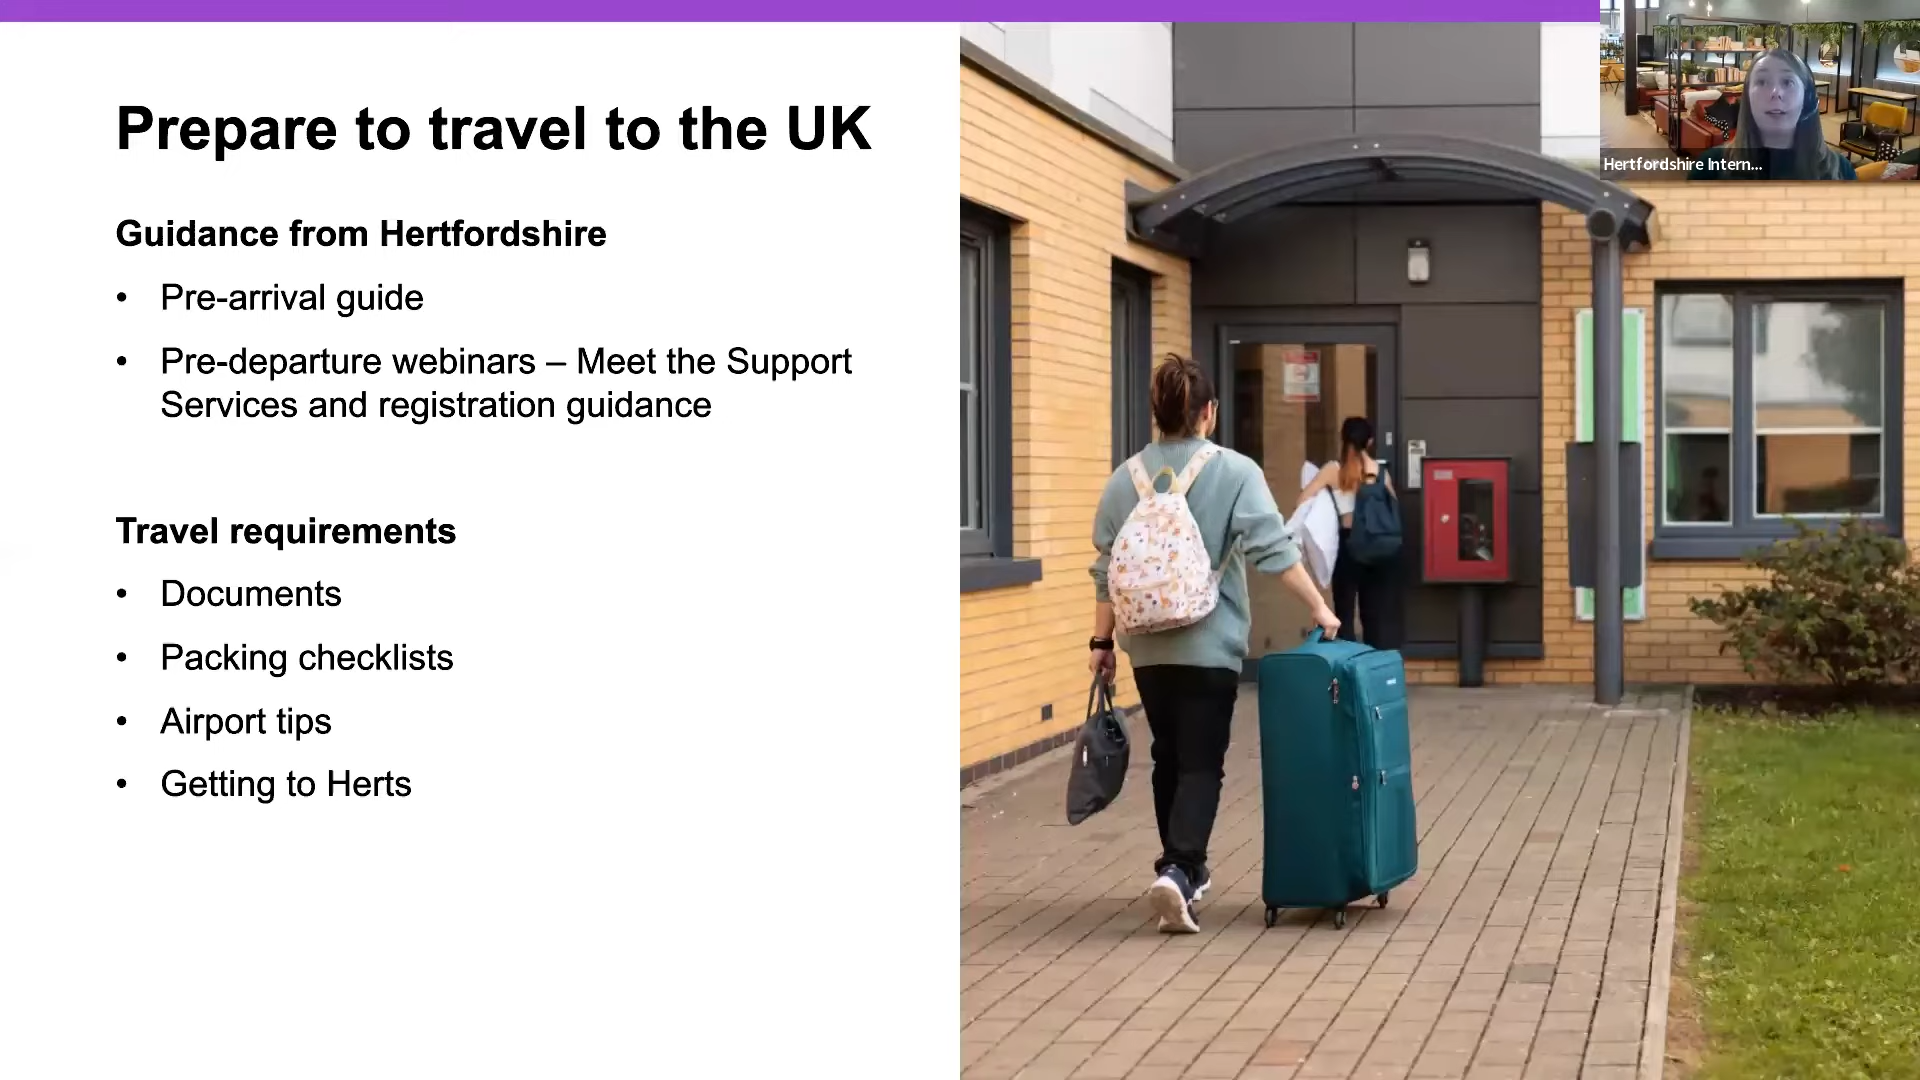 Prepare to travel to the UK
Guidance from Hertfordshire
• Pre-arrival guide
• Pre-departure webinars – Meet the Support
Services and registration guidance
Travel requirements
• Documents
• Packing checklists
• Airport tips
• Getting to Herts
Hertfordshire Intern...